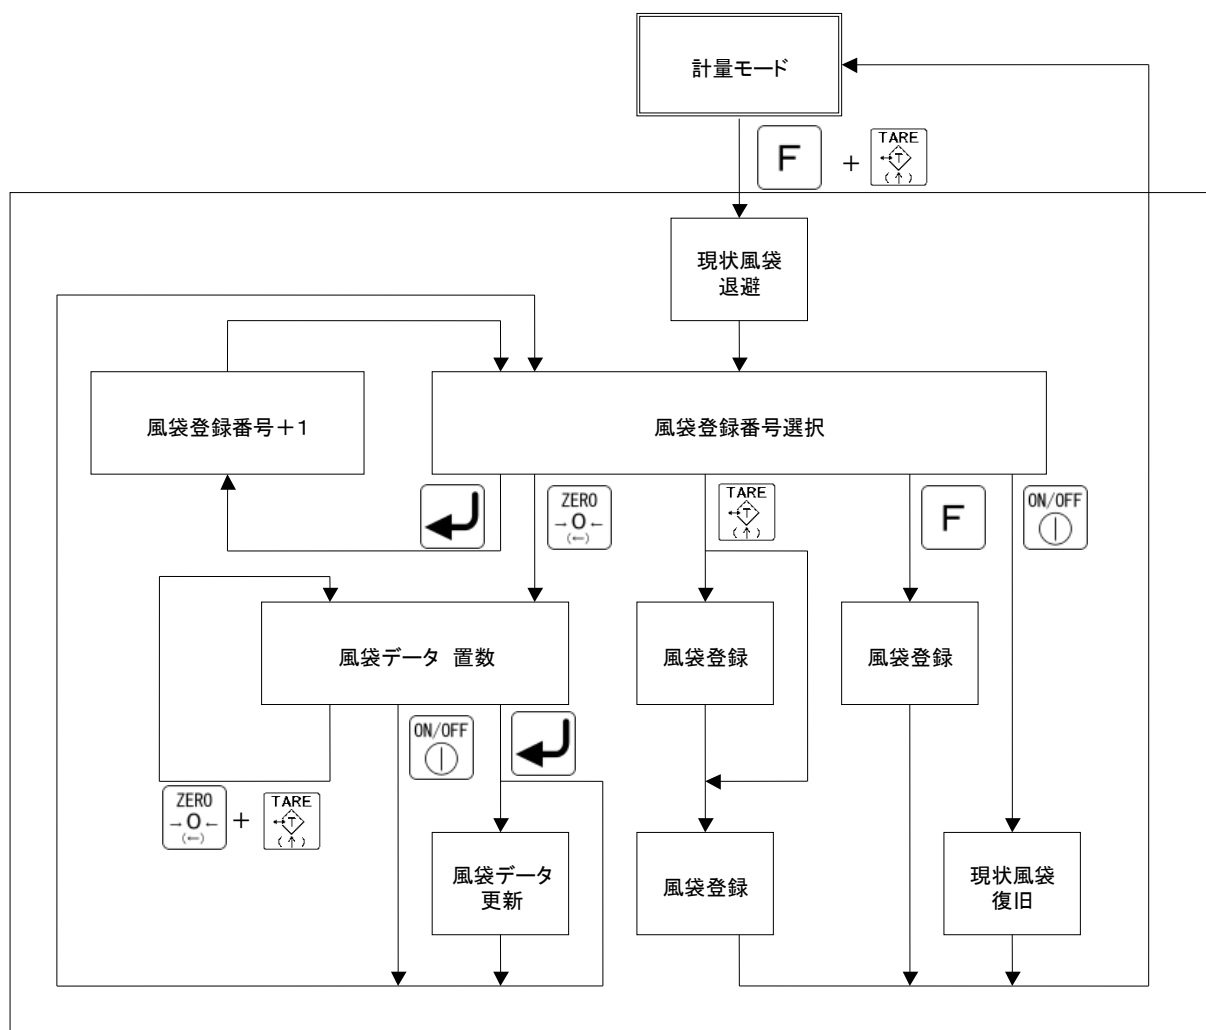 計量モード
F + TARE
T
(↑)
現状風袋
退避
風袋登録番号+1
風袋登録番号選択
ZERO
→O←
(←)
TARE
T
(↑)
F
ON/OFF
風袋データ 置数
風袋登録
風袋登録
ON/OFF
ZERO
→O←
(←)
+
TARE
T
(↑)
風袋データ
更新
風袋登録
現状風袋
復旧